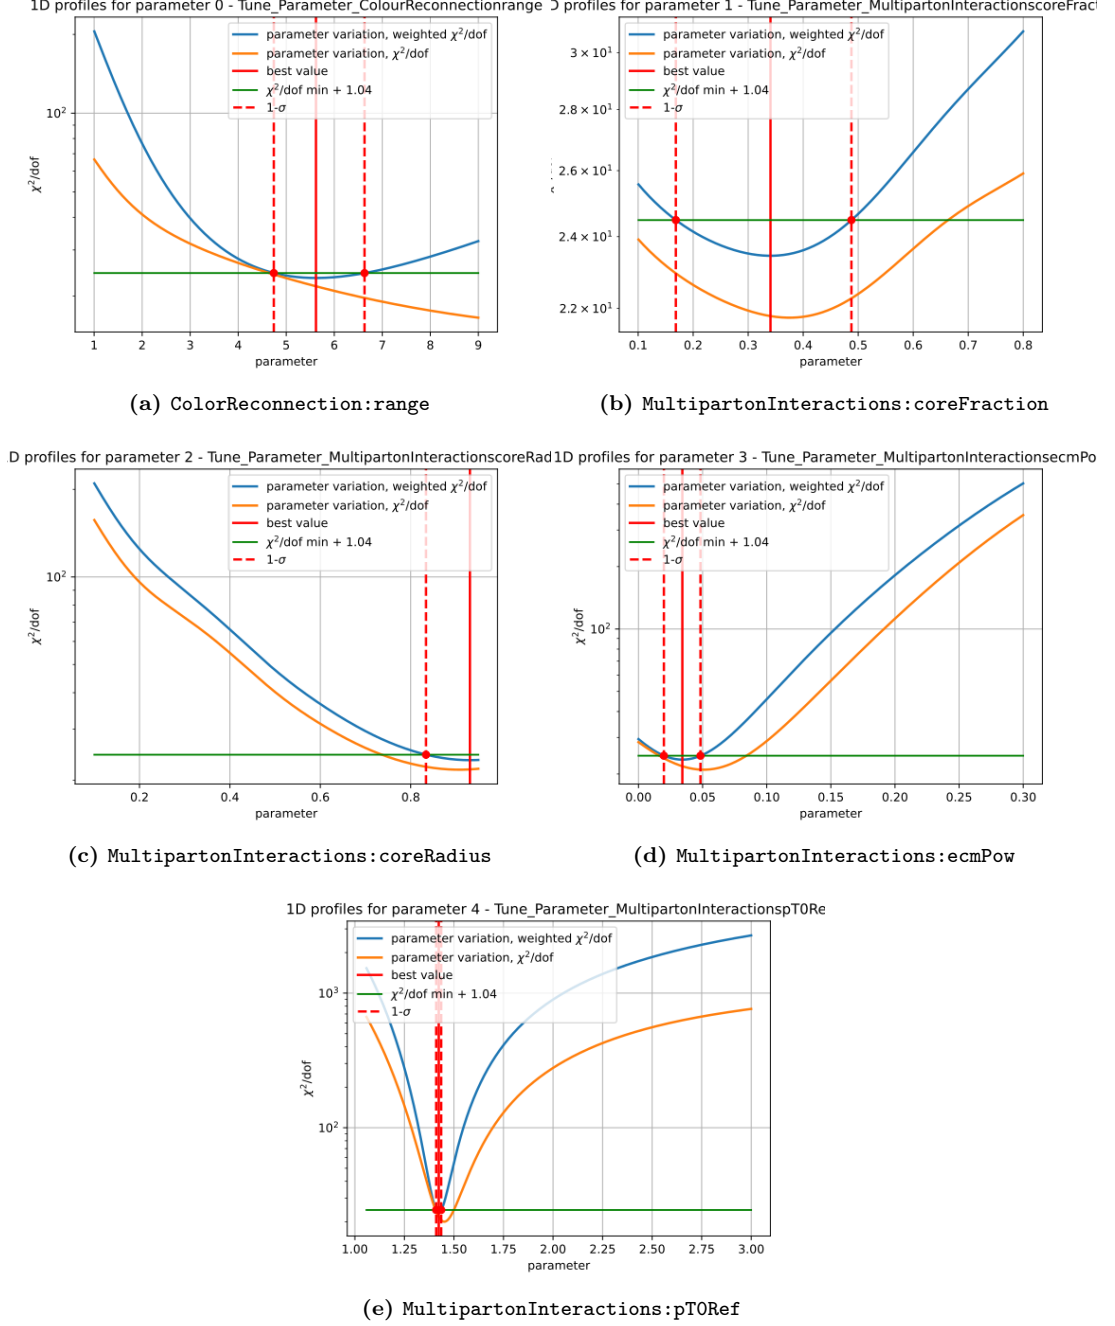 1D profiles for parameter 0 - Tune_Parameter_ColourReconnectionrange
parameter variation, weighted χ²/dof
parameter variation, χ²/dof
best value
χ²/dof min + 1.04
1-σ
10²
χ²/dof
1 2 3 4 5 6 7 8 9
parameter
(a) ColorReconnection:range
D profiles for parameter 1 - Tune_Parameter_MultipartonInteractionscoreFract
parameter variation, weighted χ²/dof
parameter variation, χ²/dof
best value
χ²/dof min + 1.04
1-σ
3 × 10¹
2.8 × 10¹
2.6 × 10¹
2.4 × 10¹
2.2 × 10¹
0.1 0.2 0.3 0.4 0.5 0.6 0.7 0.8
parameter
(b) MultipartonInteractions:coreFraction
1D profiles for parameter 2 - Tune_Parameter_MultipartonInteractionscoreRad
parameter variation, weighted χ²/dof
parameter variation, χ²/dof
best value
χ²/dof min + 1.04
1-σ
10²
χ²/dof
0.2 0.4 0.6 0.8
parameter
(c) MultipartonInteractions:coreRadius
1D profiles for parameter 3 - Tune_Parameter_MultipartonInteractionsecmPo
parameter variation, weighted χ²/dof
parameter variation, χ²/dof
best value
χ²/dof min + 1.04
1-σ
10²
χ²/dof
0.00 0.05 0.10 0.15 0.20 0.25 0.30
parameter
(d) MultipartonInteractions:ecmPow
1D profiles for parameter 4 - Tune_Parameter_MultipartonInteractionspT0Re
parameter variation, weighted χ²/dof
parameter variation, χ²/dof
best value
χ²/dof min + 1.04
1-σ
10³
10²
χ²/dof
1.00 1.25 1.50 1.75 2.00 2.25 2.50 2.75 3.00
parameter
(e) MultipartonInteractions:pT0Ref